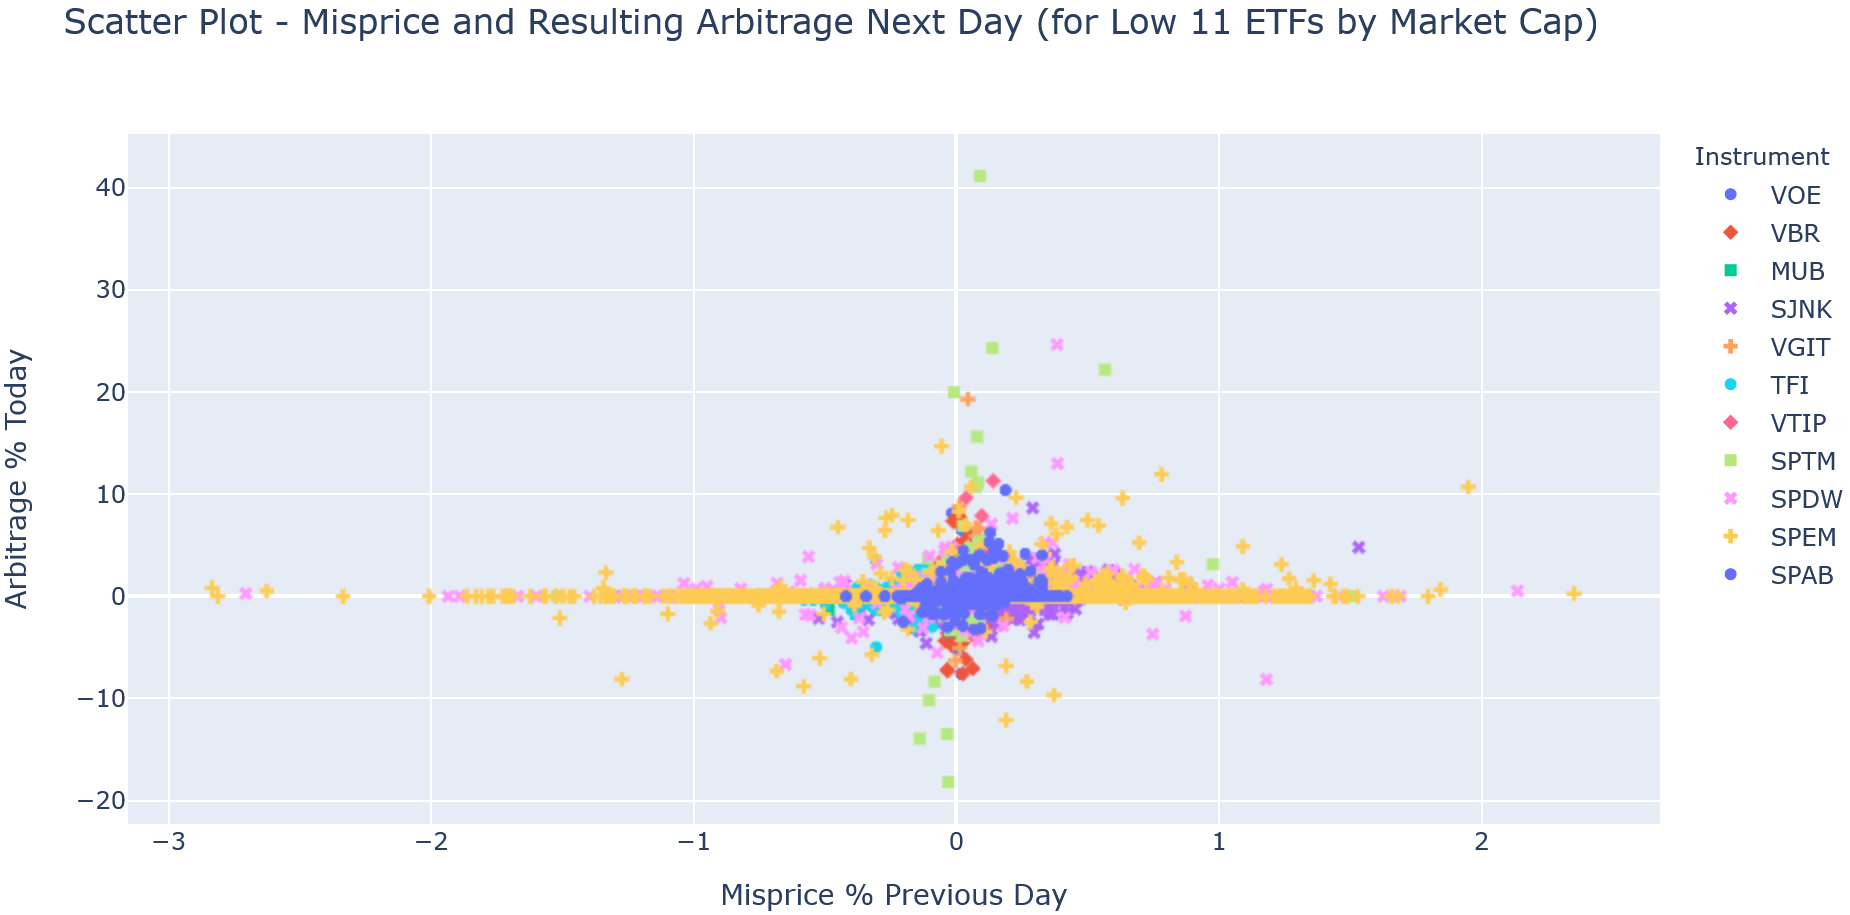 Scatter Plot - Misprice and Resulting Arbitrage Next Day (for Low 11 ETFs by Market Cap)
Arbitrage % Today
40
30
20
10
0
−10
−20
−3
−2
−1
0
1
2
Misprice % Previous Day
Instrument
VOE
VBR
MUB
SJNK
VGIT
TFI
VTIP
SPTM
SPDW
SPEM
SPAB